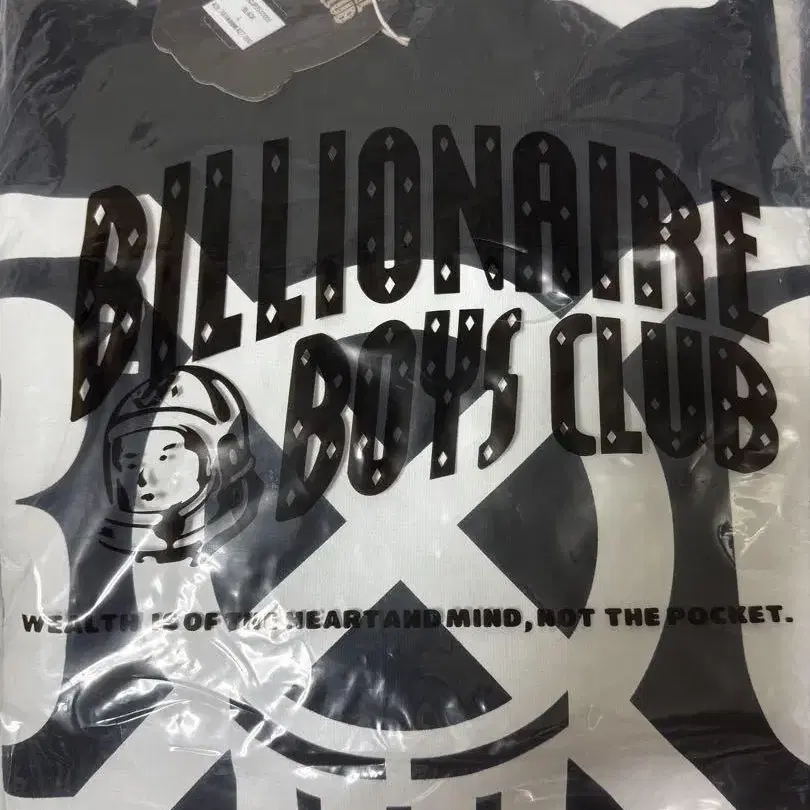 BILLIONAIRE
BOYS CLUB
WEALTH IS OF THE HEART AND MIND, NOT THE POCKET.